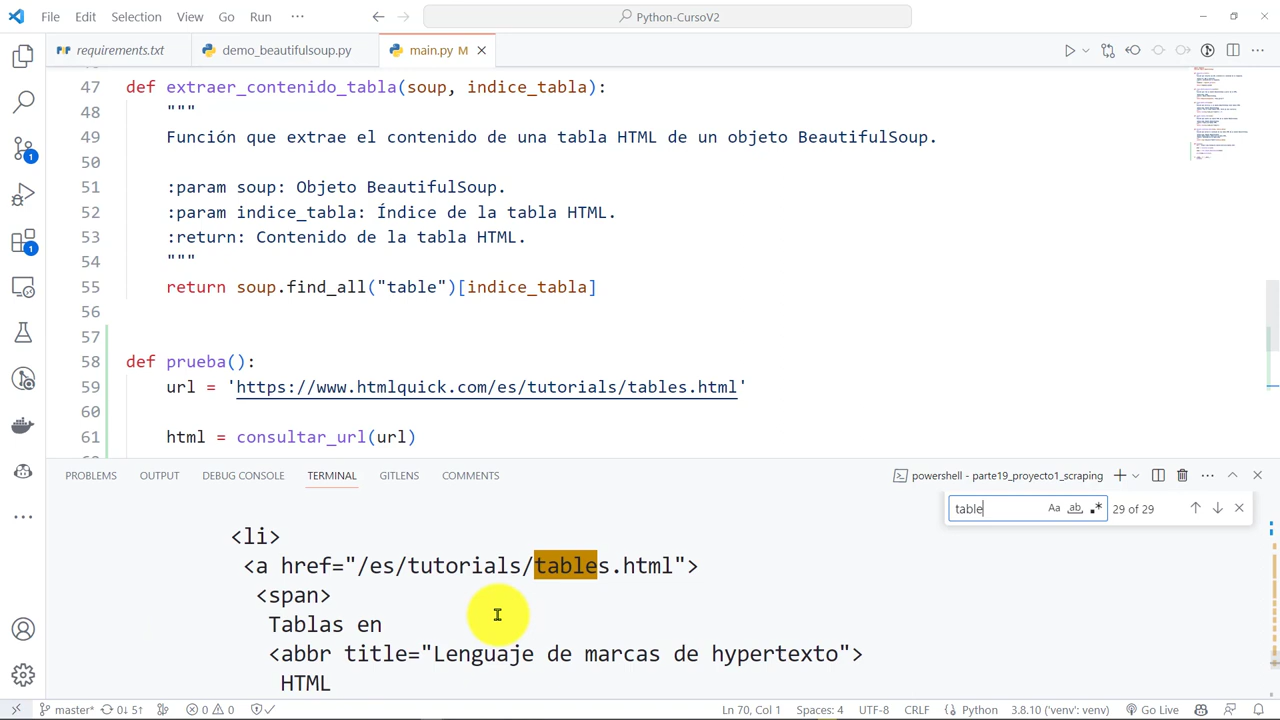 File Edit Selection View Go Run ··· Python-CursoV2
requirements.txt demo_beautifulsoup.py main.py M
47 def extraer_contenido_tabla(soup, indice_tabla):
48 """
49 Función que extrae el contenido de una tabla HTML de un objeto BeautifulSoup.
50
51 :param soup: Objeto BeautifulSoup.
52 :param indice_tabla: Índice de la tabla HTML.
53 :return: Contenido de la tabla HTML.
54 """
55 return soup.find_all("table")[indice_tabla]
56
57
58 def prueba():
59 url = 'https://www.htmlquick.com/es/tutorials/tables.html'
60
61 html = consultar_url(url)
PROBLEMS OUTPUT DEBUG CONSOLE TERMINAL GITLENS COMMENTS powershell - parte19_proyecto1_scraping
table Aa ab .* 29 of 29
<li>
<a href="/es/tutorials/tables.html">
<span>
Tablas en
<abbr title="Lenguaje de marcas de hypertexto">
HTML
master* 0↓ 5↑ 0 0 Ln 70, Col 1 Spaces: 4 UTF-8 CRLF Python 3.8.10 ('venv': venv) Go Live